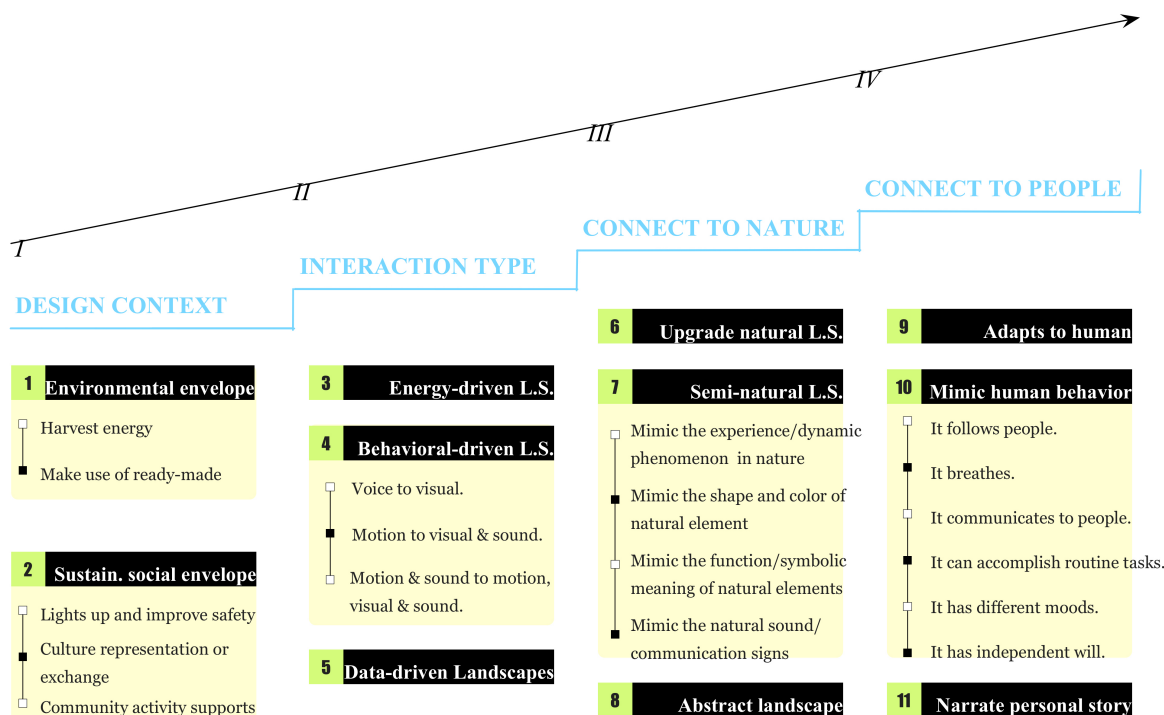 IV
III
II
I
CONNECT TO PEOPLE
CONNECT TO NATURE
INTERACTION TYPE
DESIGN CONTEXT
1 Environmental envelope
Harvest energy
Make use of ready-made
2 Sustain. social envelope
Lights up and improve safety
Culture representation or
exchange
Community activity supports
3 Energy-driven L.S.
4 Behavioral-driven L.S.
Voice to visual.
Motion to visual & sound.
Motion & sound to motion,
visual & sound.
5 Data-driven Landscapes
6 Upgrade natural L.S.
7 Semi-natural L.S.
Mimic the experience/dynamic
phenomenon in nature
Mimic the shape and color of
natural element
Mimic the function/symbolic
meaning of natural elements
Mimic the natural sound/
communication signs
8 Abstract landscape
9 Adapts to human
10 Mimic human behavior
It follows people.
It breathes.
It communicates to people.
It can accomplish routine tasks.
It has different moods.
It has independent will.
11 Narrate personal story